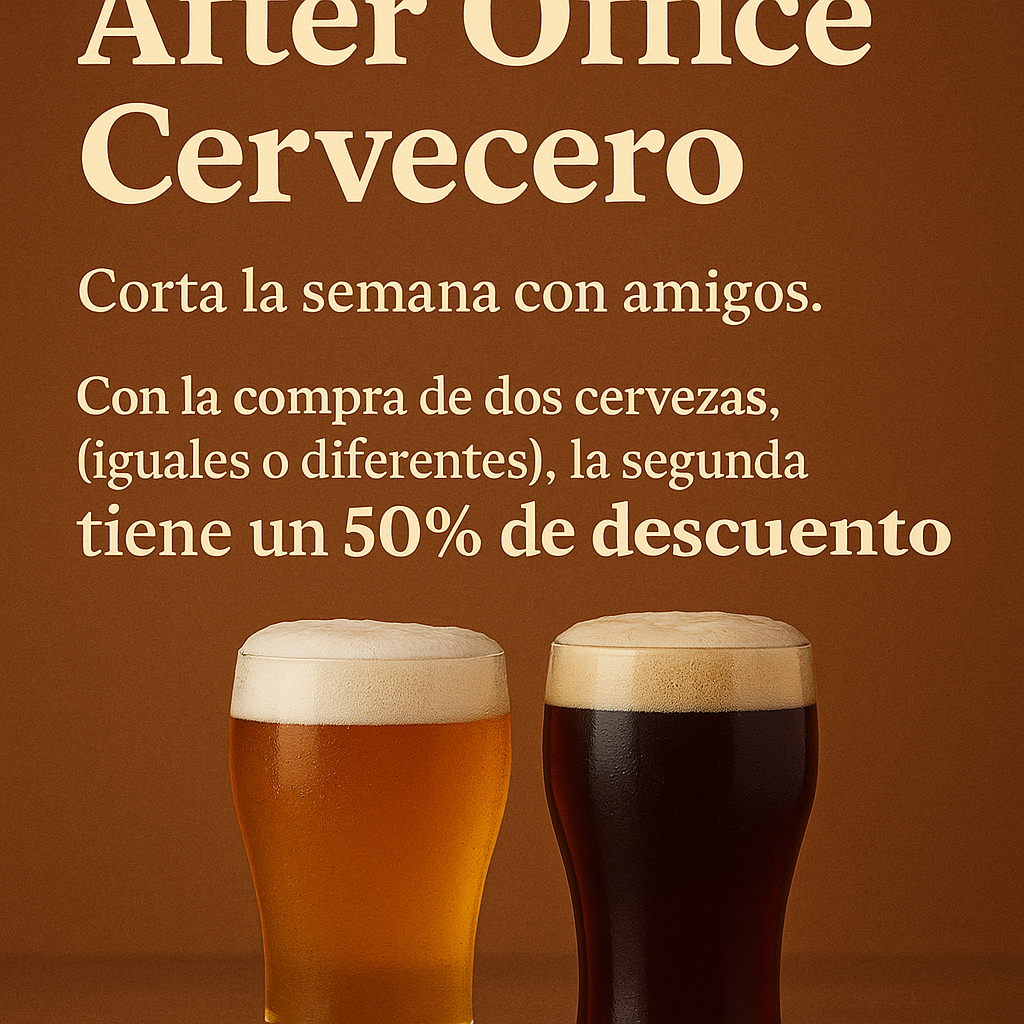 After Office
Cervecero
Corta la semana con amigos.
Con la compra de dos cervezas,
(iguales o diferentes), la segunda
tiene un 50% de descuento